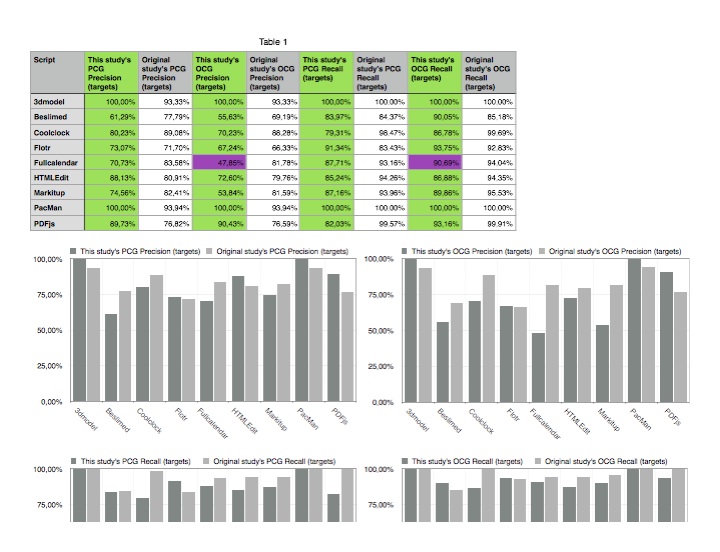 Table 1
Script This study's PCG Precision (targets) Original study's PCG Precision (targets) This study's OCG Precision (targets) Original study's OCG Precision (targets) This study's PCG Recall (targets) Original study's PCG Recall (targets) This study's OCG Recall (targets) Original study's OCG Recall (targets)
3dmodel 100,00% 93,33% 100,00% 93,33% 100,00% 100.00% 100,00% 100.00%
Beslimed 61,29% 77,79% 55,63% 69,19% 83,97% 84.37% 90,05% 85.18%
Coolclock 80,23% 89,08% 70,23% 88,28% 79,31% 98.47% 86,78% 99.69%
Flotr 73,07% 71,70% 67,24% 66,33% 91,34% 83.43% 93,75% 92.83%
Fullcalendar 70,73% 83,58% 47,85% 81,78% 87,71% 93.16% 90,69% 94.04%
HTMLEdit 88,13% 80,91% 72,60% 79,76% 85,24% 94.26% 86,88% 94.35%
Markitup 74,56% 82,41% 53,84% 81,59% 87,16% 93.96% 89,86% 95.53%
PacMan 100,00% 93,94% 100,00% 93,94% 100,00% 100.00% 100,00% 100.00%
PDFjs 89,73% 76,82% 90,43% 76,59% 82,03% 99.57% 93,16% 99.91%
This study's PCG Precision (targets) Original study's PCG Precision (targets)
100,00%
75,00%
50,00%
25,00%
0,00%
3dmodel Beslimed Coolclock Flotr Fullcalendar HTMLEdit Markitup PacMan PDFjs
This study's OCG Precision (targets) Original study's OCG Precision (targets)
100.00%
75,00%
50,00%
25,00%
0,00%
3dmodel Beslimed Coolclock Flotr Fullcalendar HTMLEdit Markitup PacMan PDFjs
This study's PCG Recall (targets) Original study's PCG Recall (targets)
100,00%
75,00%
This study's OCG Recall (targets) Original study's OCG Recall (targets)
100,00%
75,00%